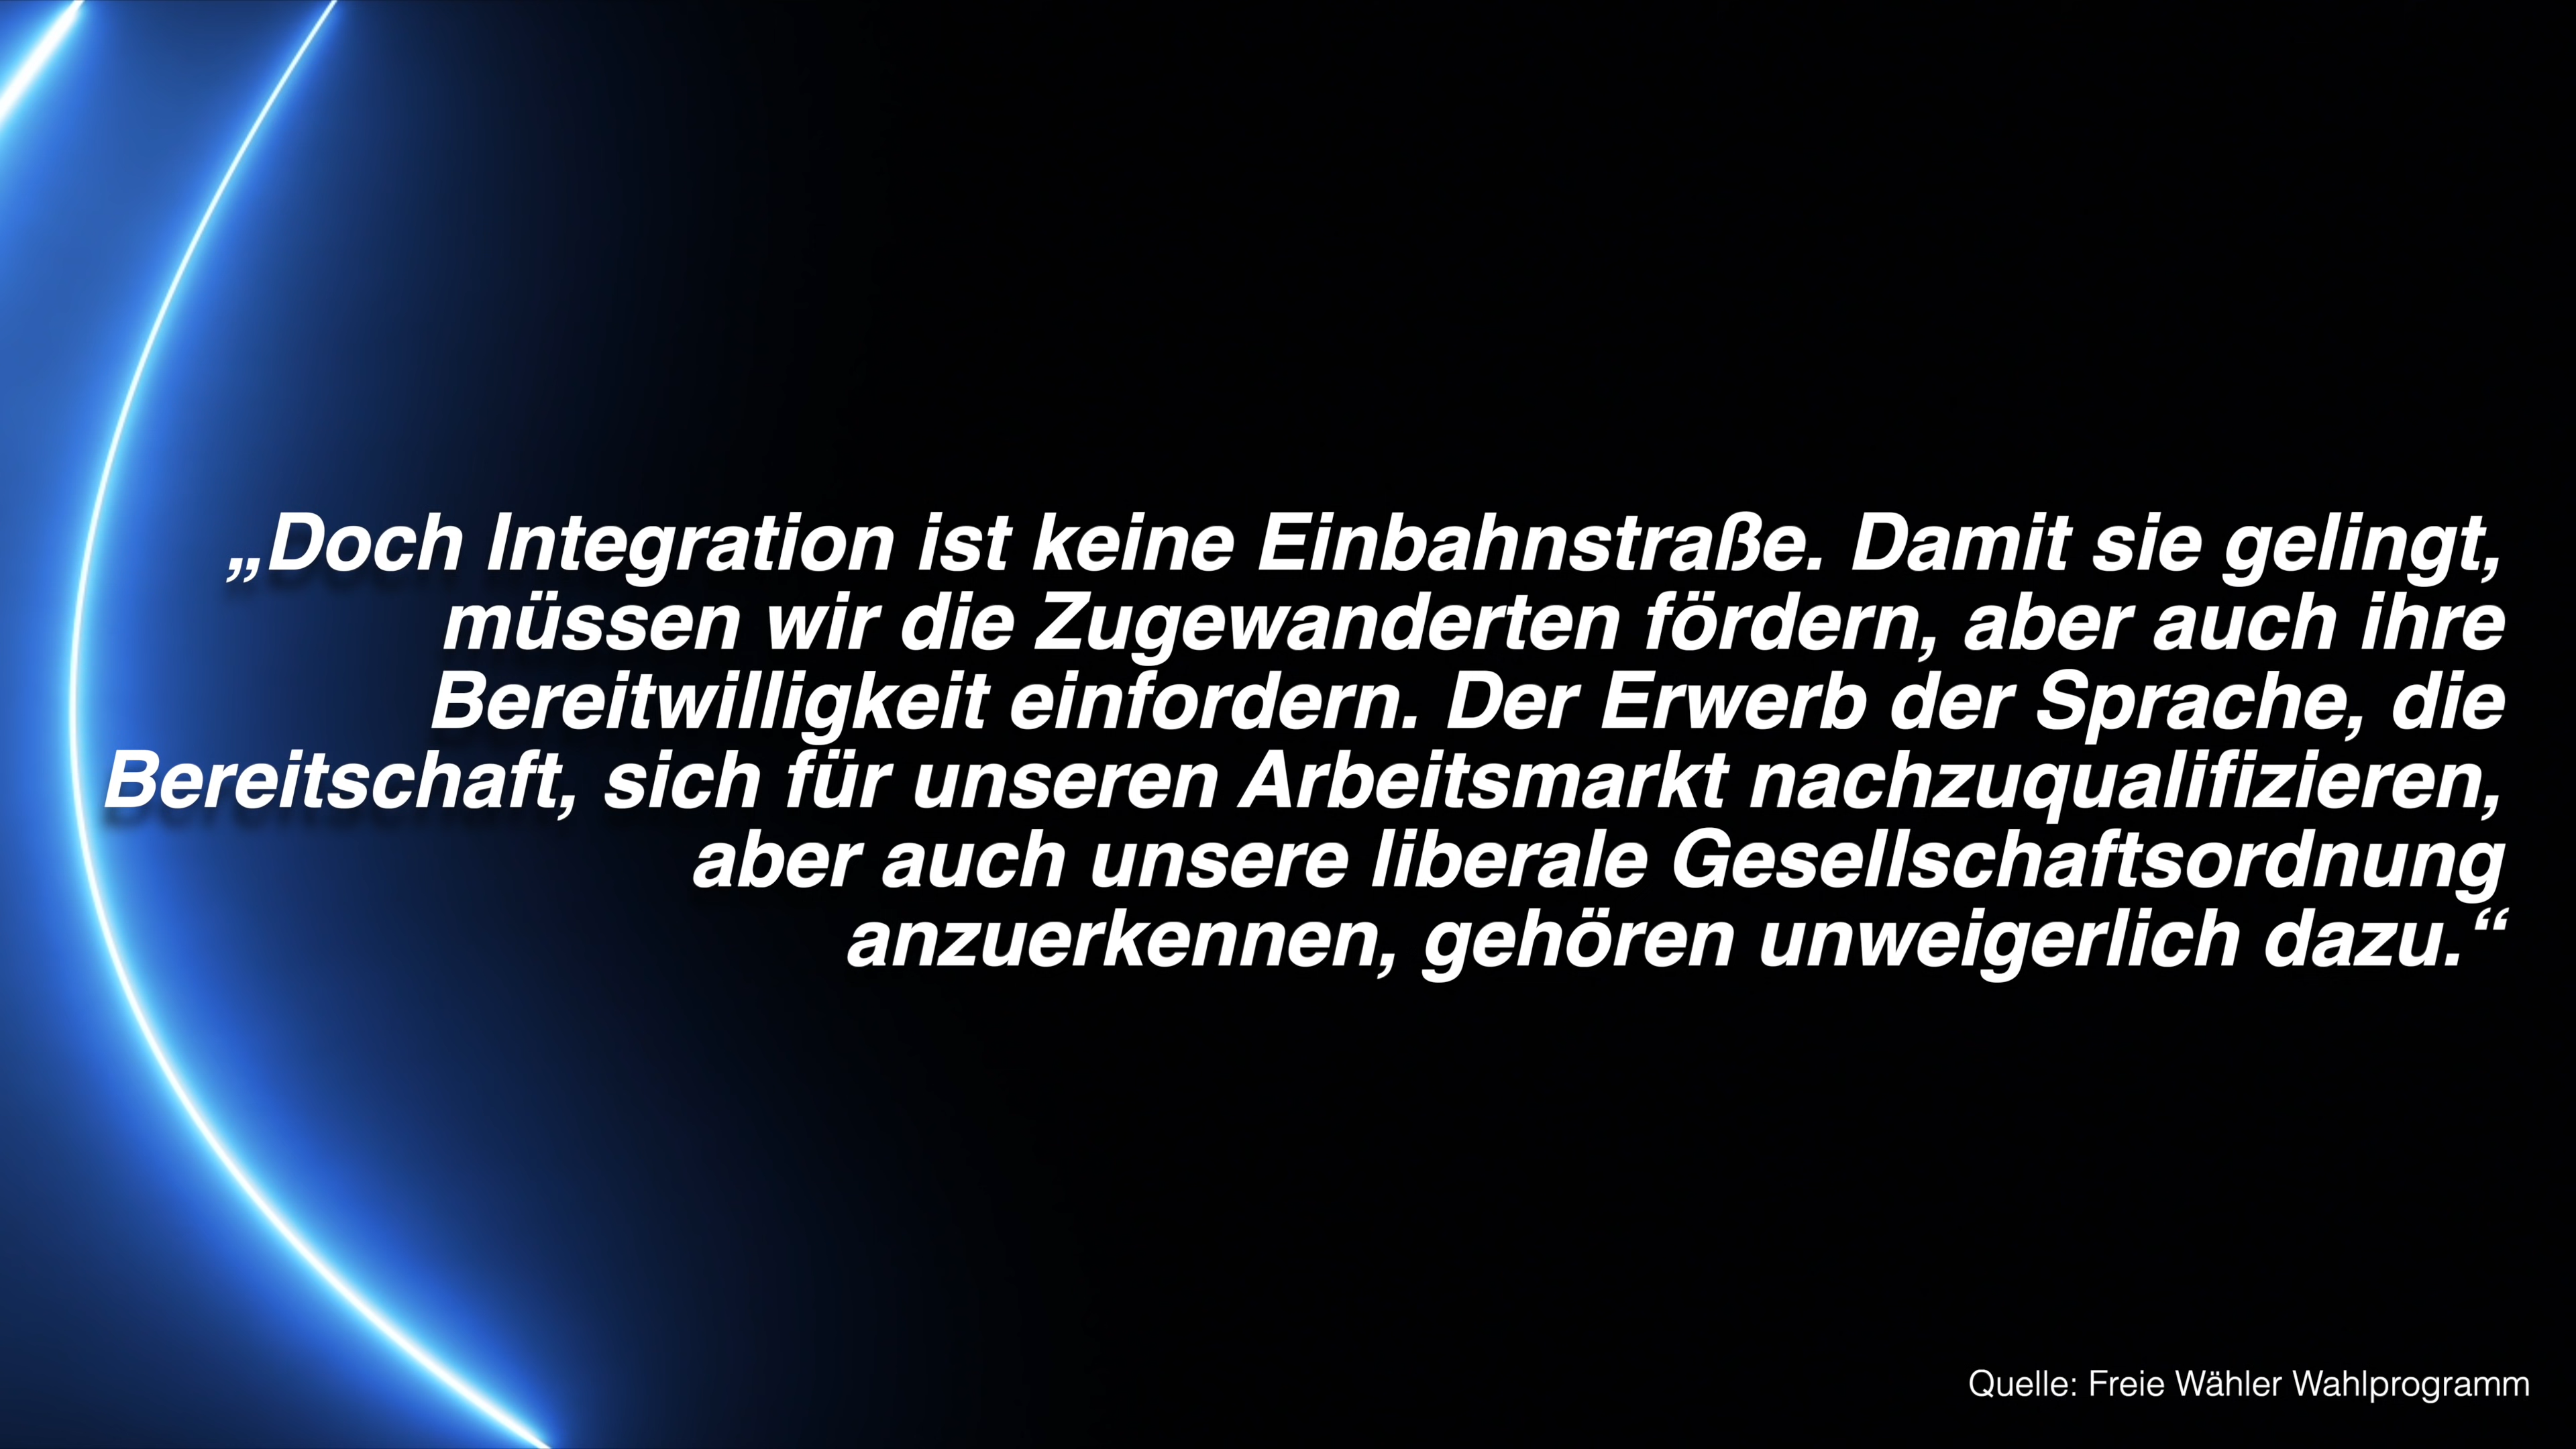 „Doch Integration ist keine Einbahnstraße. Damit sie gelingt,
müssen wir die Zugewanderten fördern, aber auch ihre
Bereitwilligkeit einfordern. Der Erwerb der Sprache, die
Bereitschaft, sich für unseren Arbeitsmarkt nachzuqualifizieren,
aber auch unsere liberale Gesellschaftsordnung
anzuerkennen, gehören unweigerlich dazu.“
Quelle: Freie Wähler Wahlprogramm